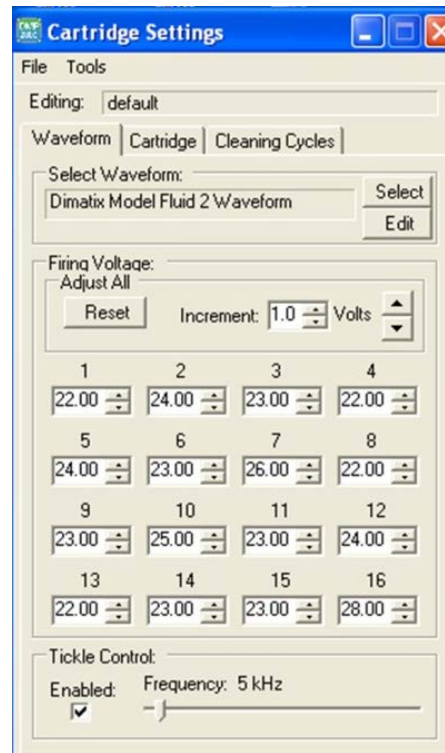 Cartridge Settings
File Tools
Editing: default
Waveform Cartridge Cleaning Cycles
Select Waveform:
Dimatix Model Fluid 2 Waveform Select
Edit
Firing Voltage:
Adjust All
Reset Increment: 1.0 Volts
1 2 3 4
22.00 24.00 23.00 22.00
5 6 7 8
24.00 23.00 26.00 22.00
9 10 11 12
23.00 25.00 23.00 24.00
13 14 15 16
22.00 23.00 23.00 28.00
Tickle Control:
Enabled: Frequency: 5 kHz